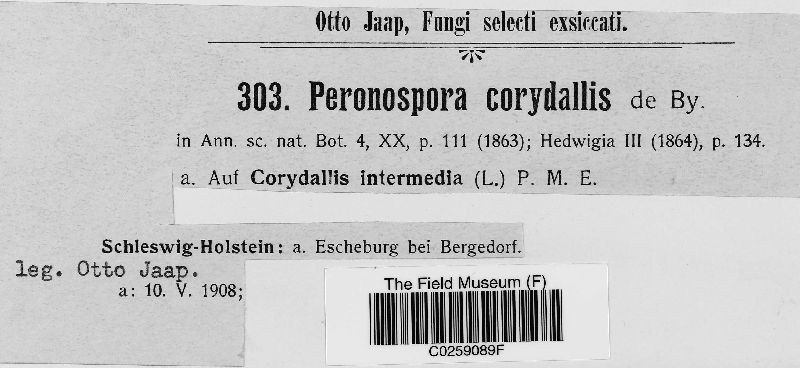 Otto Jaap, Fungi selecti exsiccati.
303. Peronospora corydallis de By.
in Ann. sc. nat. Bot. 4, XX, p. 111 (1863); Hedwigia III (1864), p. 134.
a. Auf Corydallis intermedia (L.) P. M. E.
Schleswig-Holstein: a. Escheburg bei Bergedorf.
leg. Otto Jaap.
a: 10. V. 1908;
The Field Museum (F)
C0259089F